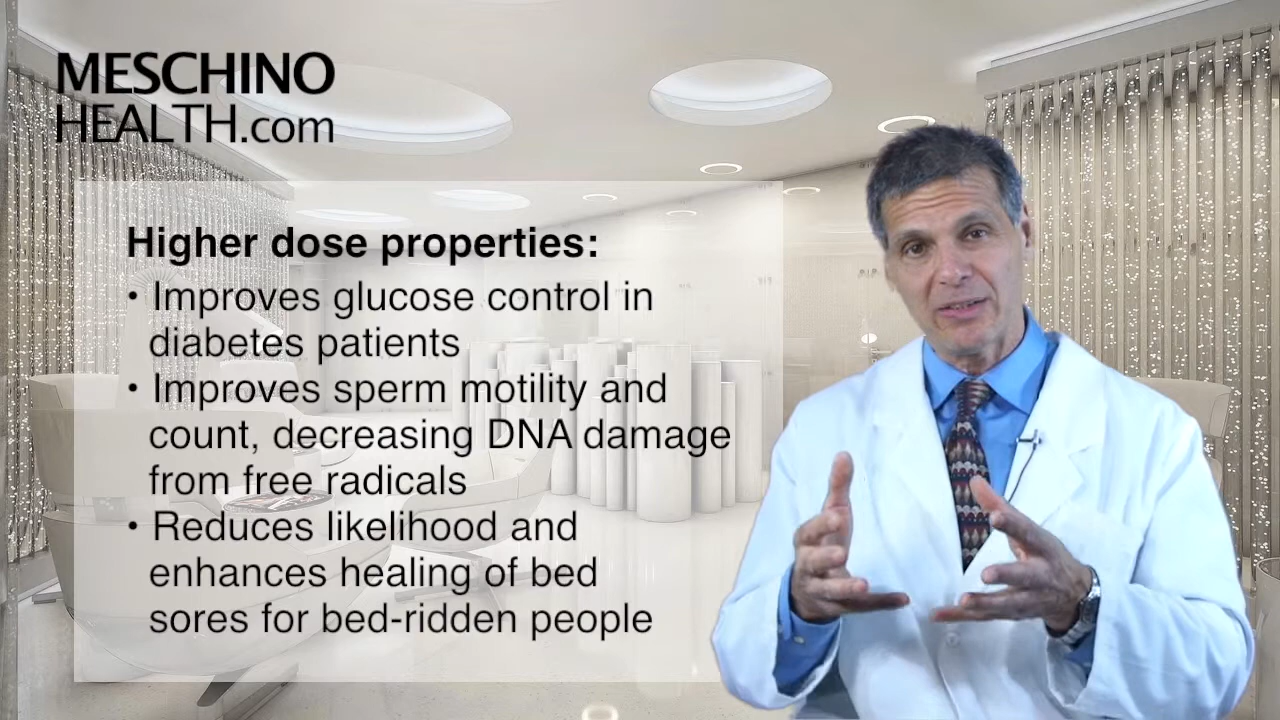 MESCHINO
HEALTH.com
Higher dose properties:
• Improves glucose control in
diabetes patients
• Improves sperm motility and
count, decreasing DNA damage
from free radicals
• Reduces likelihood and
enhances healing of bed
sores for bed-ridden people